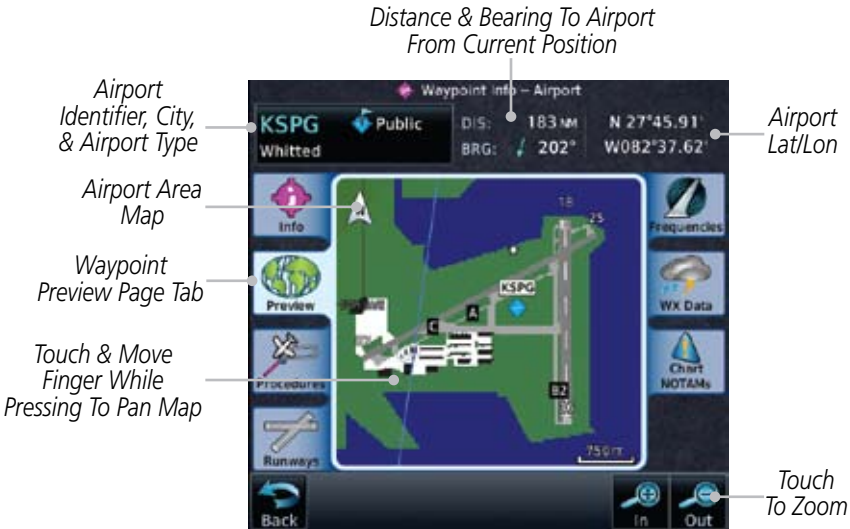 Distance & Bearing To Airport
From Current Position
Airport
Identifier, City,
& Airport Type
Airport Area
Map
Waypoint
Preview Page Tab
Touch & Move
Finger While
Pressing To Pan Map
Airport
Lat/Lon
Touch
To Zoom
Waypoint Info – Airport
KSPG Public
Whitted
DIS: 183 NM
BRG: 202°
N 27°45.91'
W082°37.62'
Info
Preview
Procedures
Runways
Back
18
25
KSPG
A
C
B2
750FT
Frequencies
WX Data
Chart
NOTAMs
In
Out